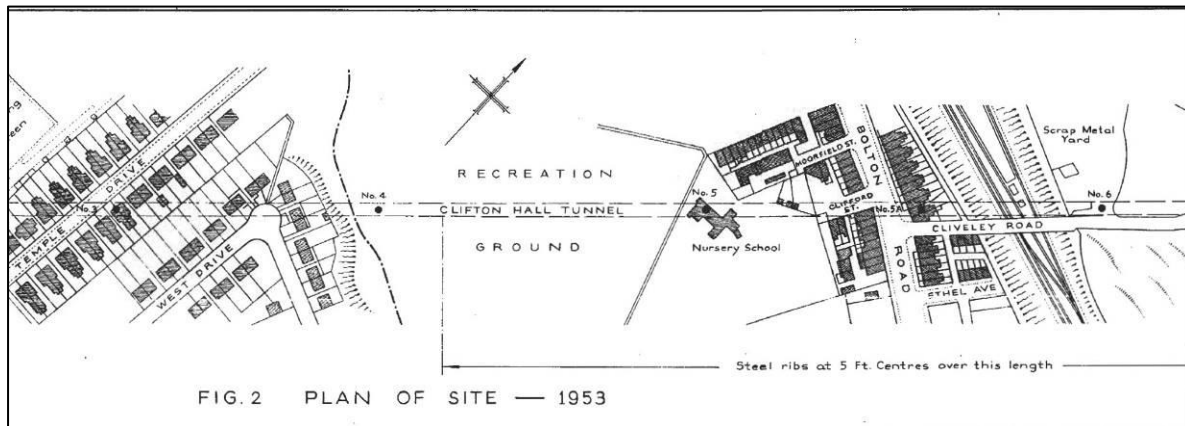 Scrap Metal
Yard
BOLTON
MOORFIELD ST.
RECREATION
TEMPLE DRIVE
No. 3
No. 4
No. 5
CLIFFORD
ST.
No. 5A
No. 6
CLIFTON HALL TUNNEL
CLIVELEY ROAD
GROUND
Nursery School
WEST DRIVE
ROAD
ETHEL AVE
Steel ribs at 5 Ft. Centres over this length
FIG. 2 PLAN OF SITE — 1953